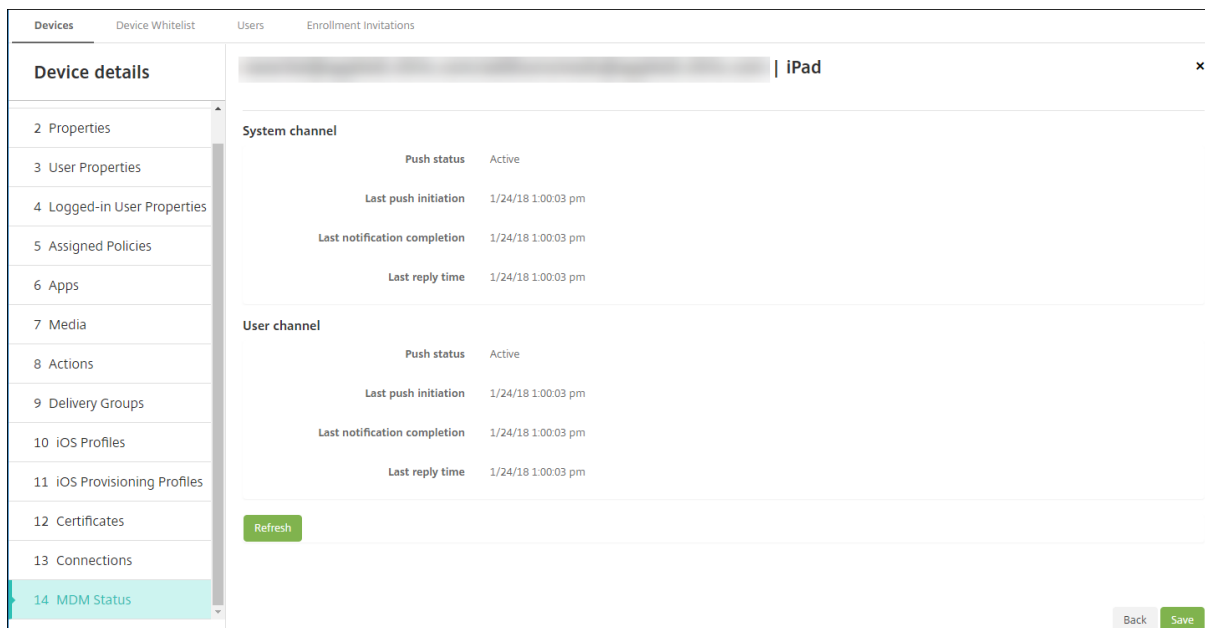 Devices Device Whitelist Users Enrollment Invitations
Device details
| iPad ×
2 Properties
3 User Properties
4 Logged-in User Properties
5 Assigned Policies
6 Apps
7 Media
8 Actions
9 Delivery Groups
10 iOS Profiles
11 iOS Provisioning Profiles
12 Certificates
13 Connections
14 MDM Status
System channel
Push status Active
Last push initiation 1/24/18 1:00:03 pm
Last notification completion 1/24/18 1:00:03 pm
Last reply time 1/24/18 1:00:03 pm
User channel
Push status Active
Last push initiation 1/24/18 1:00:03 pm
Last notification completion 1/24/18 1:00:03 pm
Last reply time 1/24/18 1:00:03 pm
Refresh
Back Save